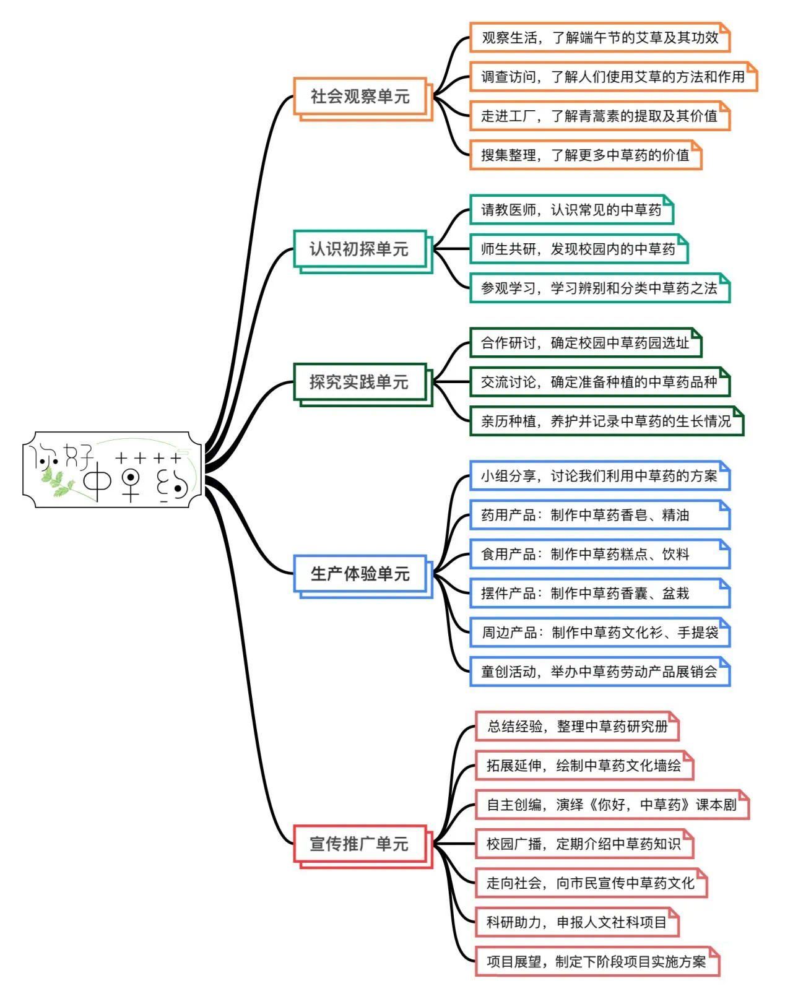 你好
中草药
社会观察单元
观察生活，了解端午节的艾草及其功效
调查访问，了解人们使用艾草的方法和作用
走进工厂，了解青蒿素的提取及其价值
搜集整理，了解更多中草药的价值
认识初探单元
请教医师，认识常见的中草药
师生共研，发现校园内的中草药
参观学习，学习辨别和分类中草药之法
探究实践单元
合作研讨，确定校园中草药园选址
交流讨论，确定准备种植的中草药品种
亲历种植，养护并记录中草药的生长情况
生产体验单元
小组分享，讨论我们利用中草药的方案
药用产品：制作中草药香皂、精油
食用产品：制作中草药糕点、饮料
摆件产品：制作中草药香囊、盆栽
周边产品：制作中草药文化衫、手提袋
童创活动，举办中草药劳动产品展销会
宣传推广单元
总结经验，整理中草药研究册
拓展延伸，绘制中草药文化墙绘
自主创编，演绎《你好，中草药》课本剧
校园广播，定期介绍中草药知识
走向社会，向市民宣传中草药文化
科研助力，申报人文社科项目
项目展望，制定下阶段项目实施方案